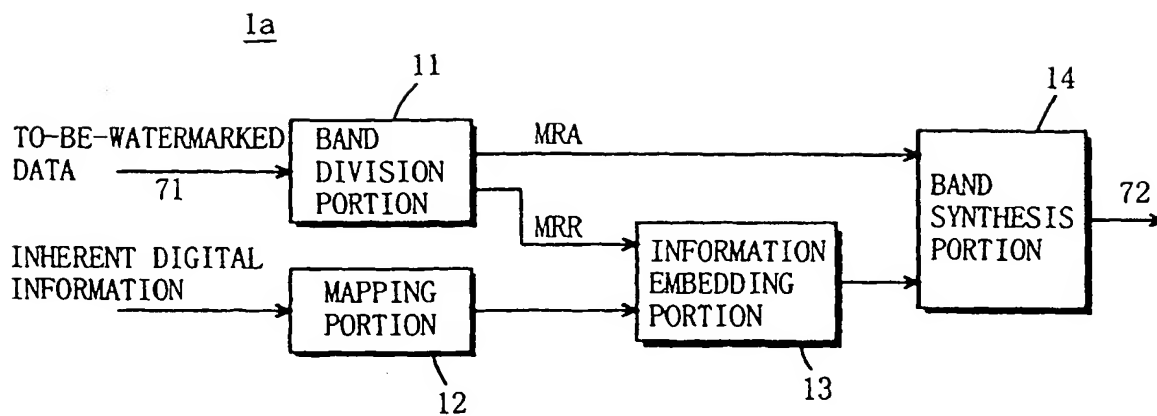 1a
11
14
TO-BE-WATERMARKED
DATA
71
BAND
DIVISION
PORTION
MRA
MRR
BAND
SYNTHESIS
PORTION
72
INHERENT DIGITAL
INFORMATION
MAPPING
PORTION
INFORMATION
EMBEDDING
PORTION
12
13